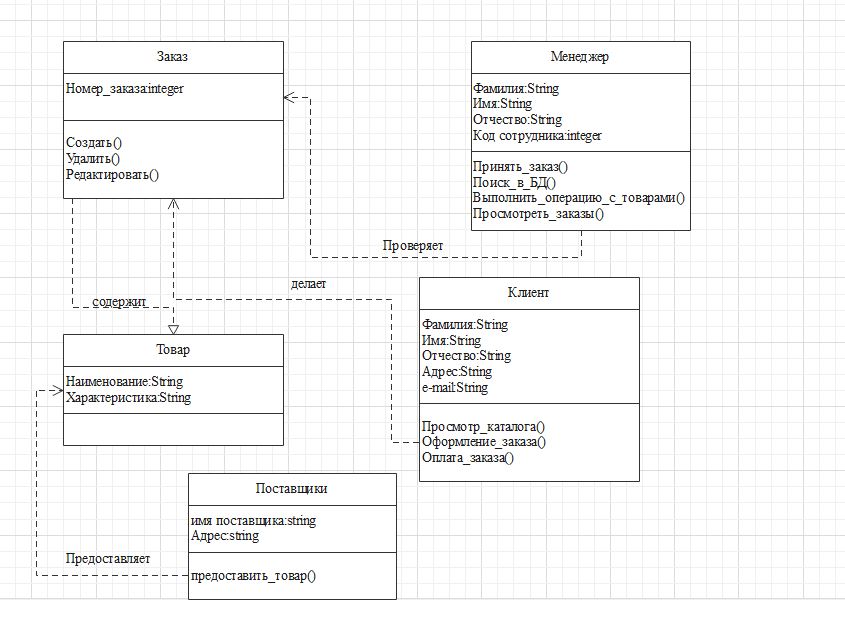 Заказ
Номер_заказа:integer
Создать()
Удалить()
Редактировать()
Менеджер
Фамилия:String
Имя:String
Отчество:String
Код сотрудника:integer
Принять_заказ()
Поиск_в_БД()
Выполнить_операцию_с_товарами()
Просмотреть_заказы()
Проверяет
делает
содержит
Клиент
Фамилия:String
Имя:String
Отчество:String
Адрес:String
e-mail:String
Просмотр_каталога()
Оформление_заказа()
Оплата_заказа()
Товар
Наименование:String
Характеристика:String
Поставщики
имя поставщика:string
Адрес:string
предоставить_товар()
Предоставляет